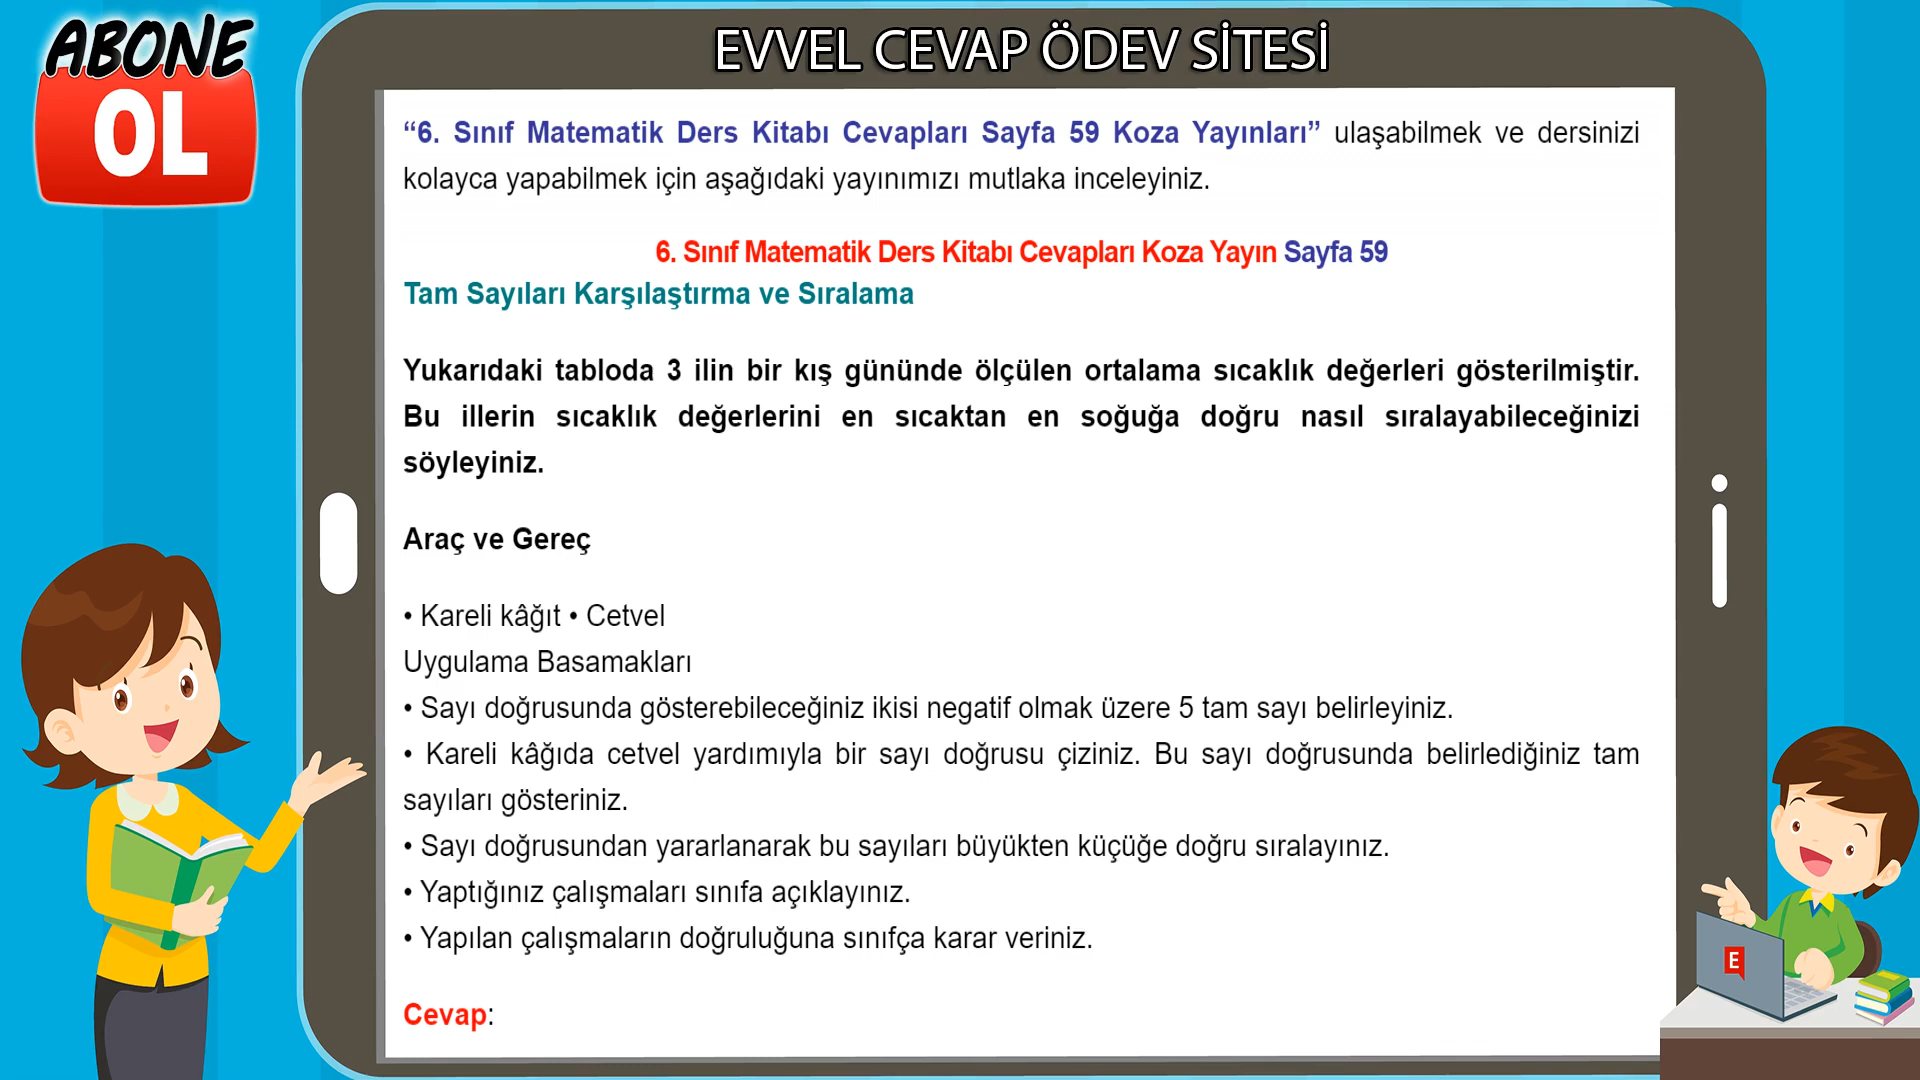 ABONE
OL
EVVEL CEVAP ÖDEV SİTESİ
“6. Sınıf Matematik Ders Kitabı Cevapları Sayfa 59 Koza Yayınları” ulaşabilmek ve dersinizi
kolayca yapabilmek için aşağıdaki yayınımızı mutlaka inceleyiniz.
6. Sınıf Matematik Ders Kitabı Cevapları Koza Yayın Sayfa 59
Tam Sayıları Karşılaştırma ve Sıralama
Yukarıdaki tabloda 3 ilin bir kış gününde ölçülen ortalama sıcaklık değerleri gösterilmiştir.
Bu illerin sıcaklık değerlerini en sıcaktan en soğuğa doğru nasıl sıralayabileceğinizi
söyleyiniz.
Araç ve Gereç
• Kareli kâğıt • Cetvel
Uygulama Basamakları
• Sayı doğrusunda gösterebileceğiniz ikisi negatif olmak üzere 5 tam sayı belirleyiniz.
• Kareli kâğıda cetvel yardımıyla bir sayı doğrusu çiziniz. Bu sayı doğrusunda belirlediğiniz tam
sayıları gösteriniz.
• Sayı doğrusundan yararlanarak bu sayıları büyükten küçüğe doğru sıralayınız.
• Yaptığınız çalışmaları sınıfa açıklayınız.
• Yapılan çalışmaların doğruluğuna sınıfça karar veriniz.
Cevap:
E